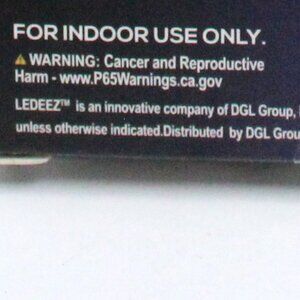 FOR INDOOR USE ONLY.
⚠ WARNING: Cancer and Reproductive
Harm - www.P65Warnings.ca.gov
LEDEEZ™ is an innovative company of DGL Group,
unless otherwise indicated.Distributed by DGL Grou